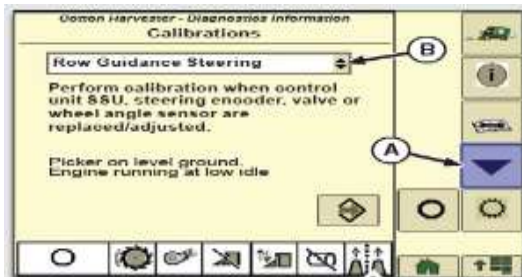 Cotton Harvester - Diagnostics Information
Calibrations
Row Guidance Steering
B
Perform calibration when control
unit SSU, steering encoder, valve or
wheel angle sensor are
replaced/adjusted.
A
Picker on level ground.
Engine running at low idle